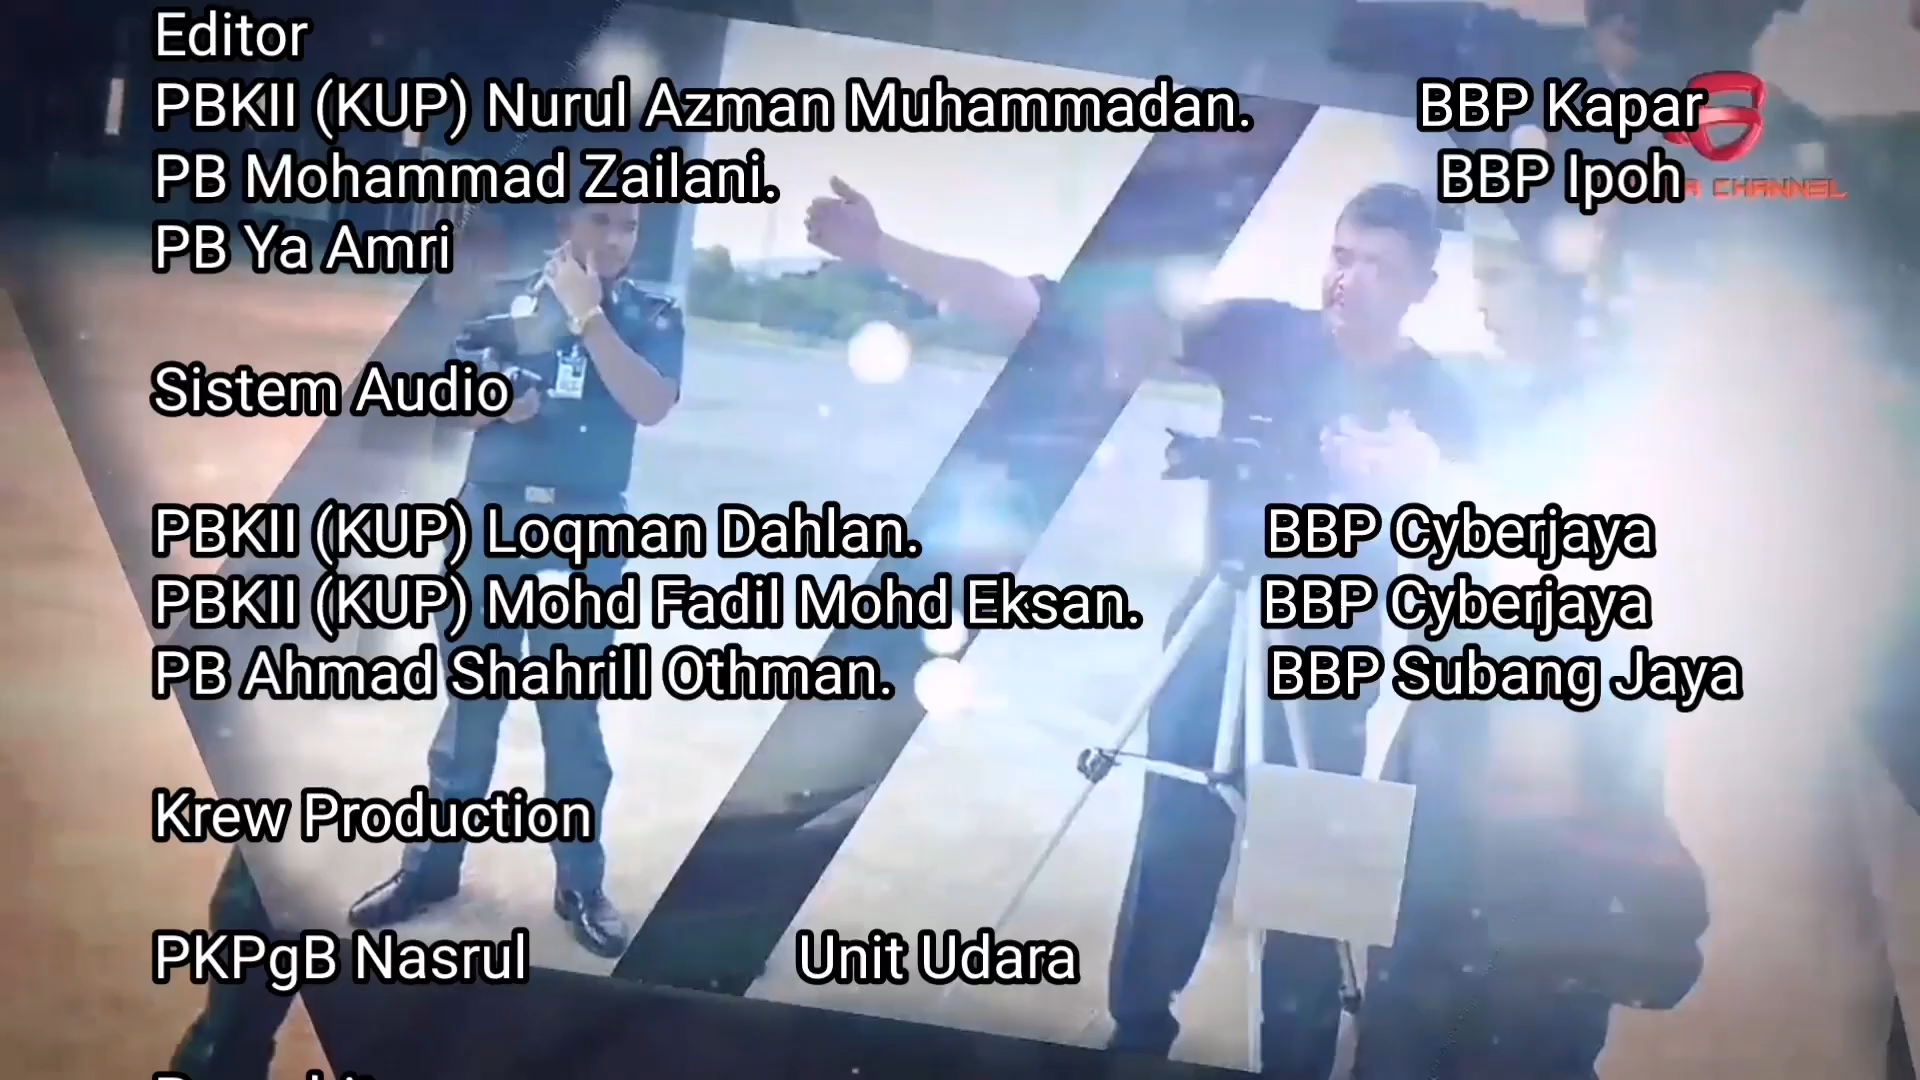 Editor
PBKII (KUP) Nurul Azman Muhammadan. BBP Kapar
PB Mohammad Zailani. BBP Ipoh
CHANNEL
PB Ya Amri
Sistem Audio
PBKII (KUP) Loqman Dahlan. BBP Cyberjaya
PBKII (KUP) Mohd Fadil Mohd Eksan. BBP Cyberjaya
PB Ahmad Shahrill Othman. BBP Subang Jaya
Krew Production
PKPgB Nasrul Unit Udara